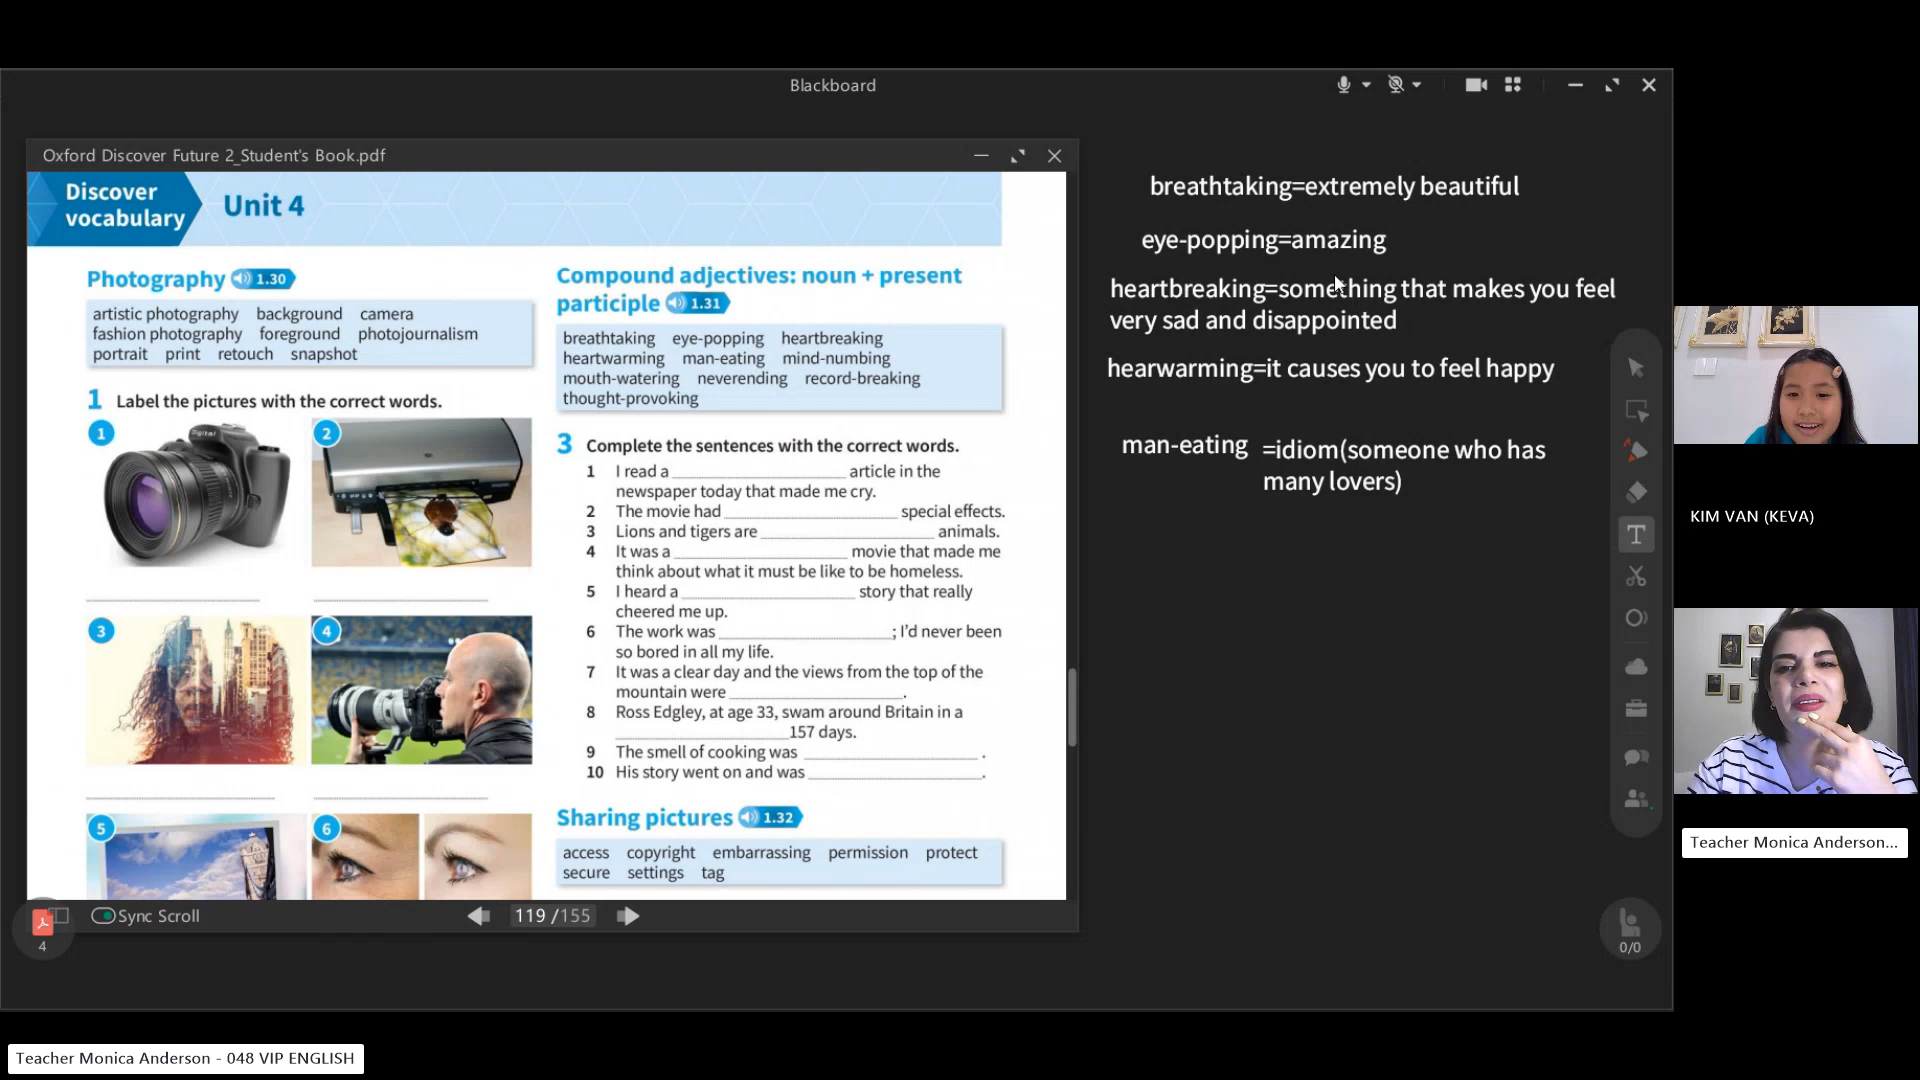 Blackboard
Oxford Discover Future 2_Student's Book.pdf
Discover
vocabulary
Unit 4
Photography 1.30
artistic photography background camera
fashion photography foreground photojournalism
portrait print retouch snapshot
1 Label the pictures with the correct words.
1
Digital
2
3
4
5
6
Compound adjectives: noun + present
participle 1.31
breathtaking eye-popping heartbreaking
heartwarming man-eating mind-numbing
mouth-watering neverending record-breaking
thought-provoking
3 Complete the sentences with the correct words.
1 I read a ____ article in the
newspaper today that made me cry.
2 The movie had ____ special effects.
3 Lions and tigers are ____ animals.
4 It was a ____ movie that made me
think about what it must be like to be homeless.
5 I heard a ____ story that really
cheered me up.
6 The work was ____; I'd never been
so bored in all my life.
7 It was a clear day and the views from the top of the
mountain were ____.
8 Ross Edgley, at age 33, swam around Britain in a
____157 days.
9 The smell of cooking was ____ .
10 His story went on and was ____.
Sharing pictures 1.32
access copyright embarrassing permission protect
secure settings tag
4
Sync Scroll
119 /155
breathtaking=extremely beautiful
eye-popping=amazing
heartbreaking=something that makes you feel
very sad and disappointed
hearwarming=it causes you to feel happy
man-eating =idiom(someone who has
many lovers)
T
0/0
KIM VAN (KEVA)
Teacher Monica Anderson...
Teacher Monica Anderson - 048 VIP ENGLISH